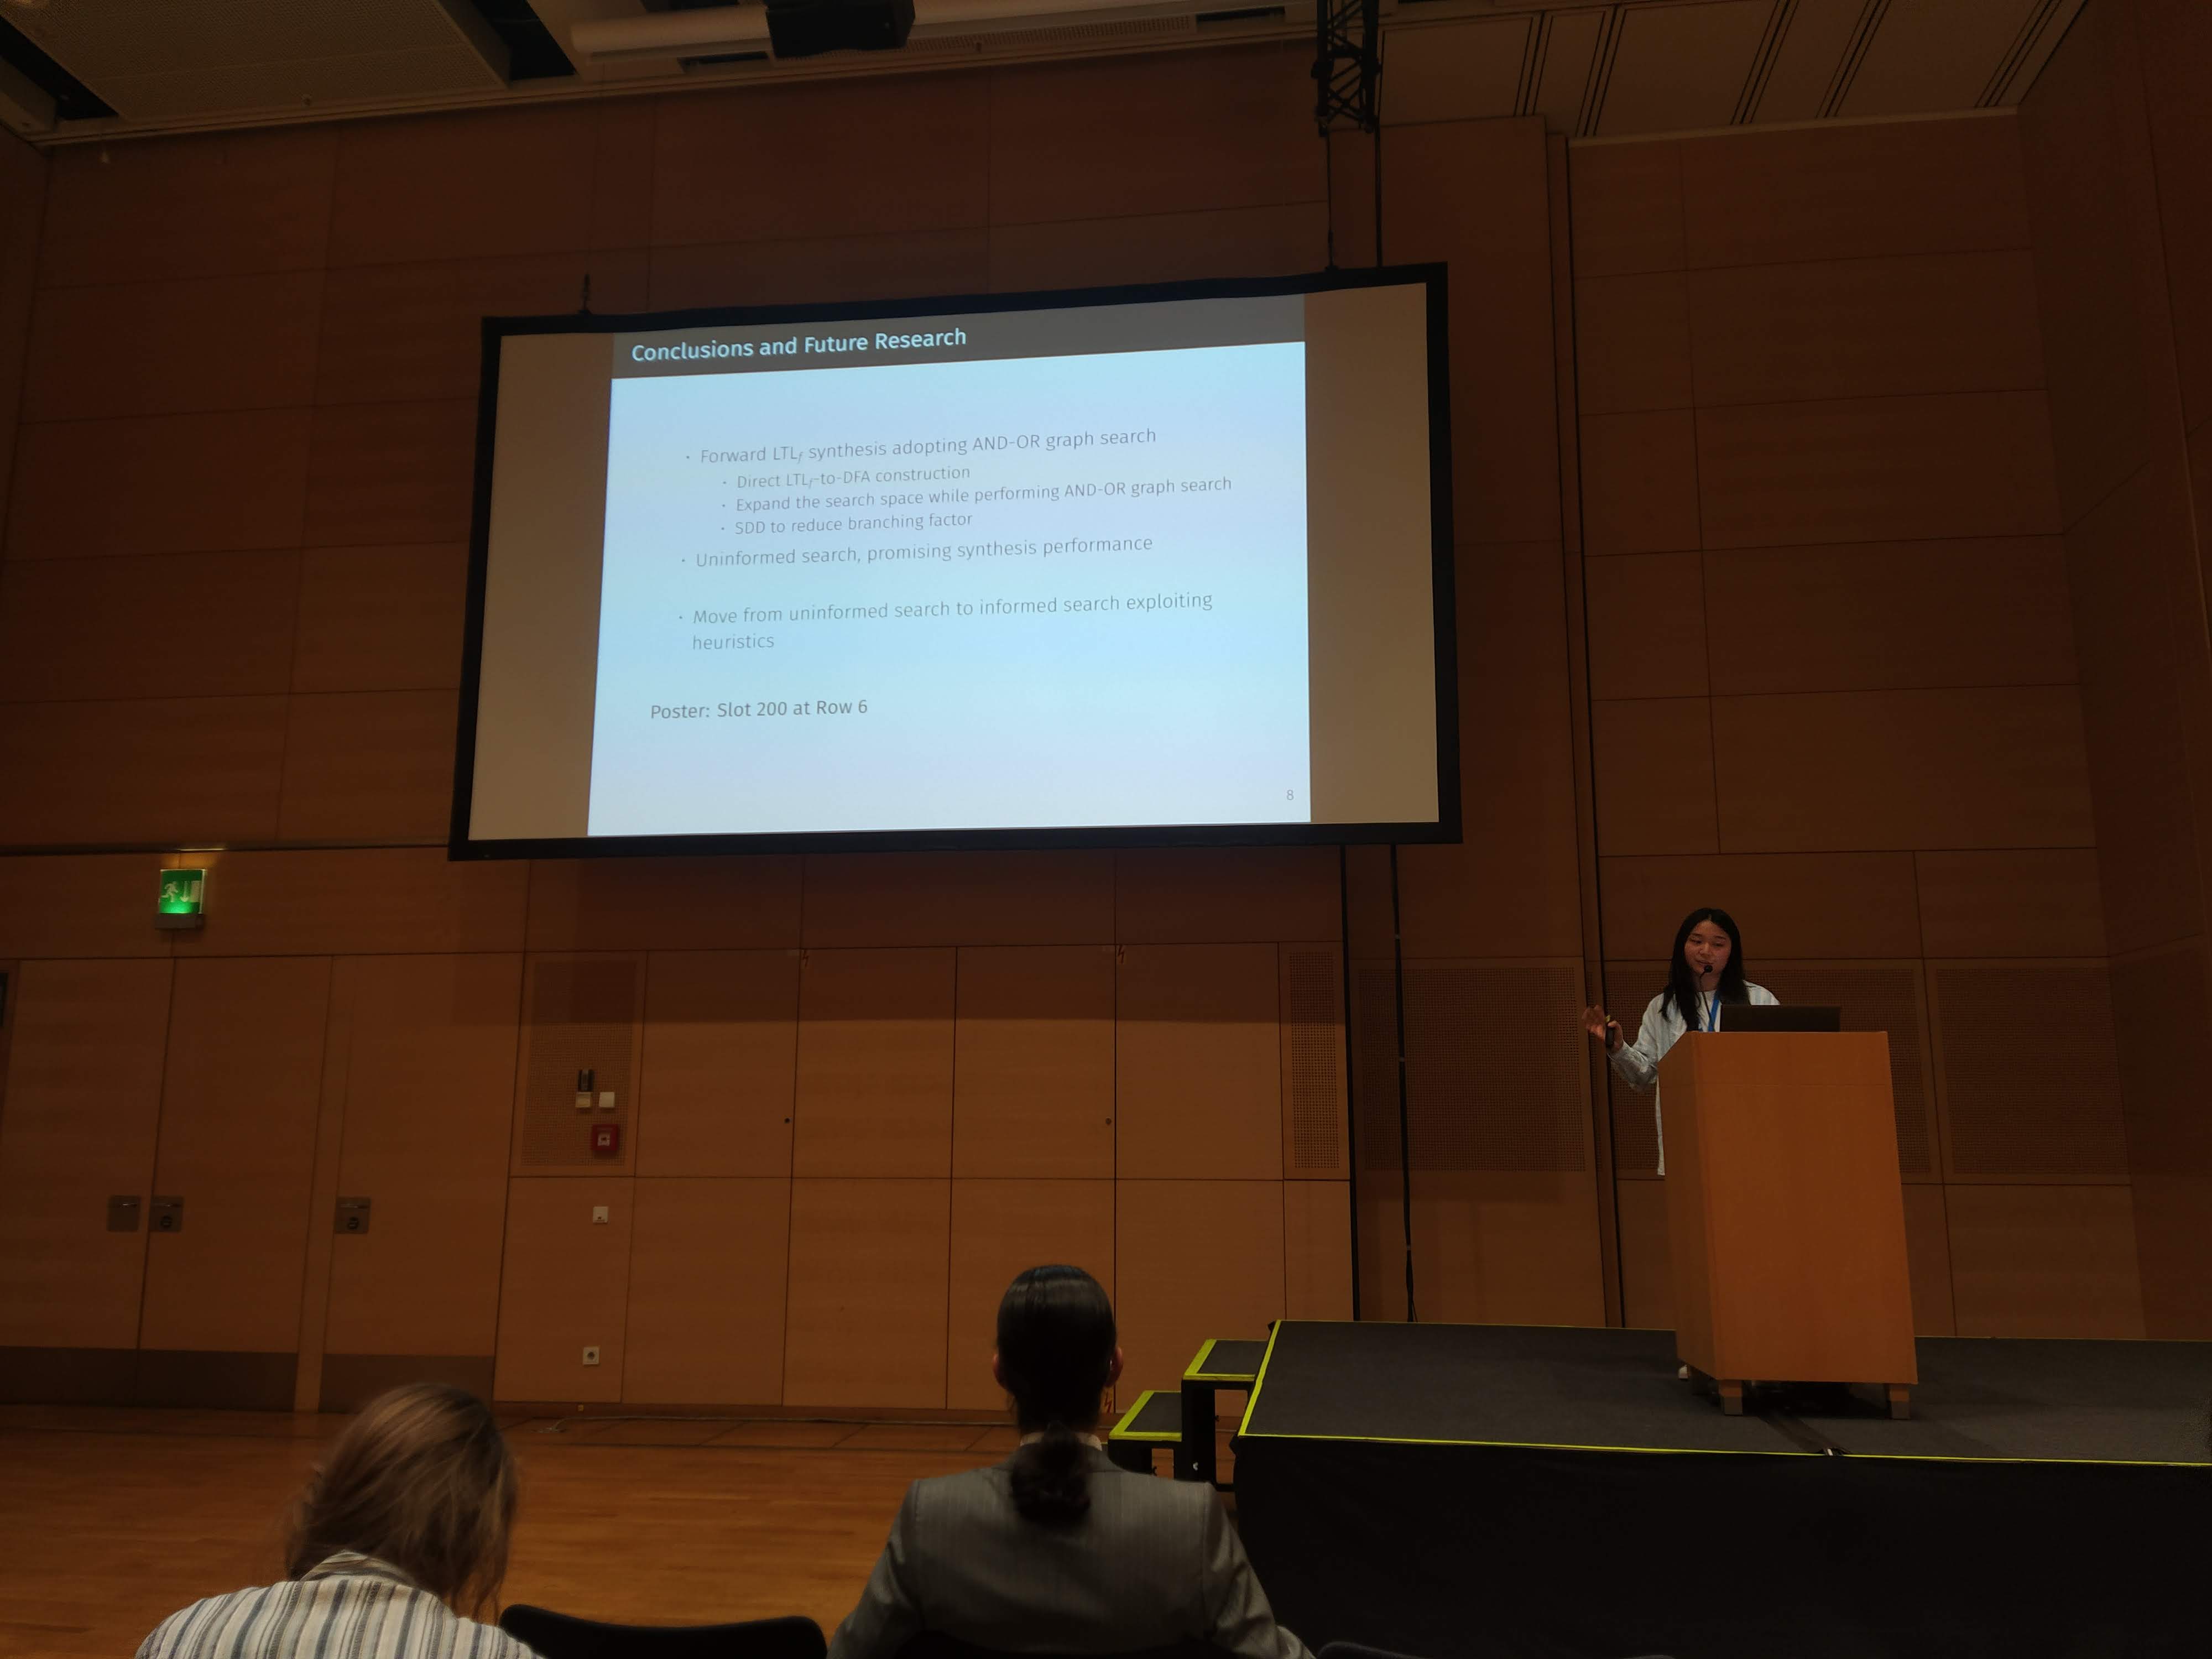 Conclusions and Future Research
· Forward LTLf synthesis adopting AND-OR graph search
· Direct LTLf-to-DFA construction
· Expand the search space while performing AND-OR graph search
· SDD to reduce branching factor
· Uninformed search, promising synthesis performance
· Move from uninformed search to informed search exploiting
heuristics
Poster: Slot 200 at Row 6
8